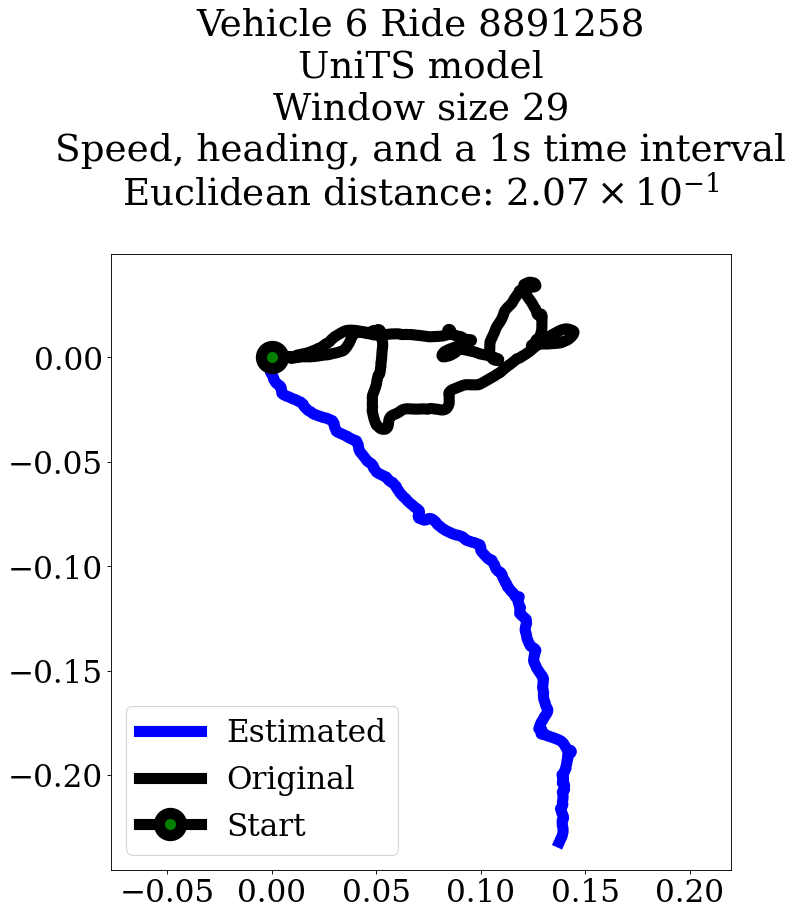 Vehicle 6 Ride 8891258
UniTS model
Window size 29
Speed, heading, and a 1s time interval
Euclidean distance: 2.07 × 10⁻¹
0.00
−0.05
−0.10
−0.15
−0.20
Estimated
Original
Start
−0.05 0.00 0.05 0.10 0.15 0.20